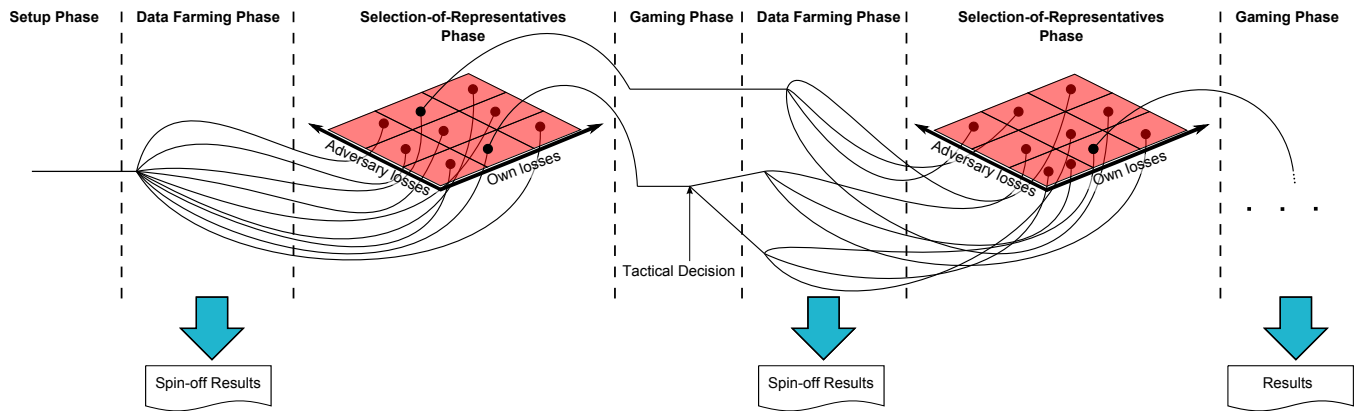 Setup Phase
Data Farming Phase
Selection-of-Representatives
Phase
Gaming Phase
Data Farming Phase
Selection-of-Representatives
Phase
Gaming Phase
Adversary losses
Own losses
Adversary losses
Own losses
. . .
Tactical Decision
Spin-off Results
Spin-off Results
Results